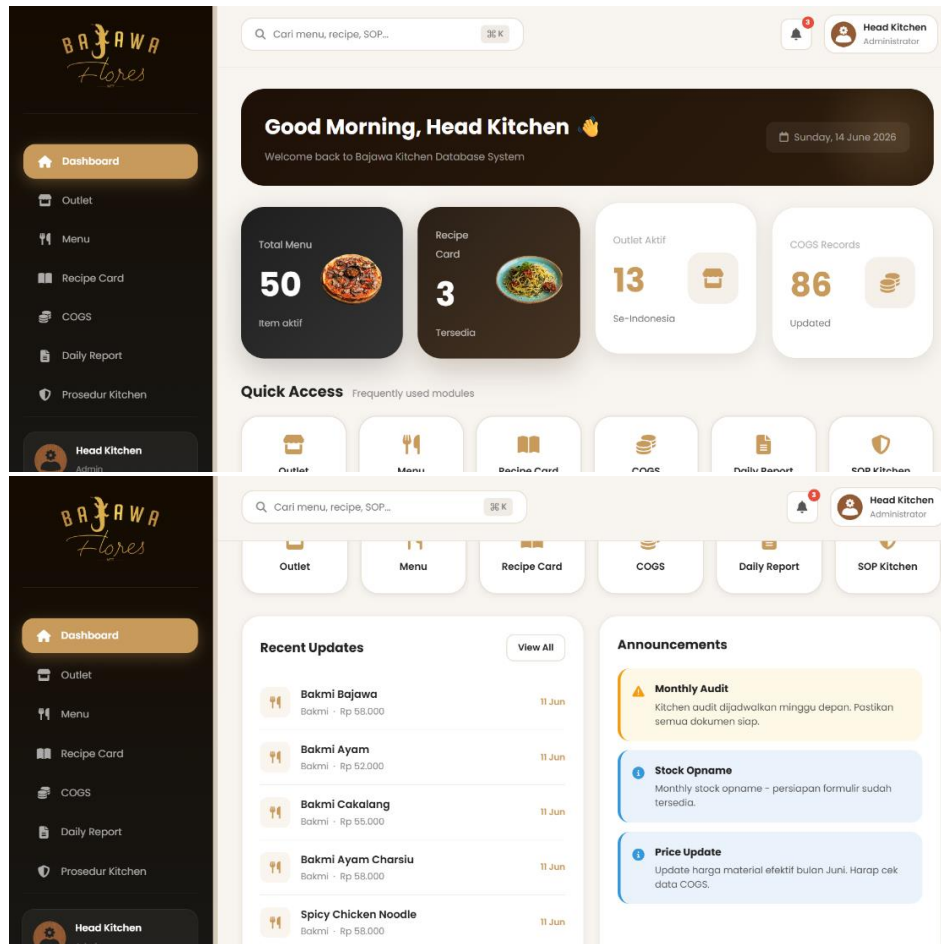 BAJAWA
Flores
Cari menu, recipe, SOP...
⌘ K
3
Head Kitchen
Administrator
Dashboard
Outlet
Menu
Recipe Card
COGS
Daily Report
Prosedur Kitchen
Head Kitchen
Admin
Good Morning, Head Kitchen 👋
Welcome back to Bajawa Kitchen Database System
Sunday, 14 June 2026
Total Menu
50
Item aktif
Recipe
Card
3
Tersedia
Outlet Aktif
13
Se-Indonesia
COGS Records
86
Updated
Quick Access Frequently used modules
Outlet
Menu
Recipe Card
COGS
Daily Report
SOP Kitchen
BAJAWA
Flores
Cari menu, recipe, SOP...
⌘ K
3
Head Kitchen
Administrator
Dashboard
Outlet
Menu
Recipe Card
COGS
Daily Report
Prosedur Kitchen
Head Kitchen
Outlet
Menu
Recipe Card
COGS
Daily Report
SOP Kitchen
Recent Updates
View All
Bakmi Bajawa
Bakmi · Rp 58.000
11 Jun
Bakmi Ayam
Bakmi · Rp 52.000
11 Jun
Bakmi Cakalang
Bakmi · Rp 55.000
11 Jun
Bakmi Ayam Charsiu
Bakmi · Rp 58.000
11 Jun
Spicy Chicken Noodle
Bakmi · Rp 58.000
11 Jun
Announcements
Monthly Audit
Kitchen audit dijadwalkan minggu depan. Pastikan
semua dokumen siap.
Stock Opname
Monthly stock opname - persiapan formulir sudah
tersedia.
Price Update
Update harga material efektif bulan Juni. Harap cek
data COGS.